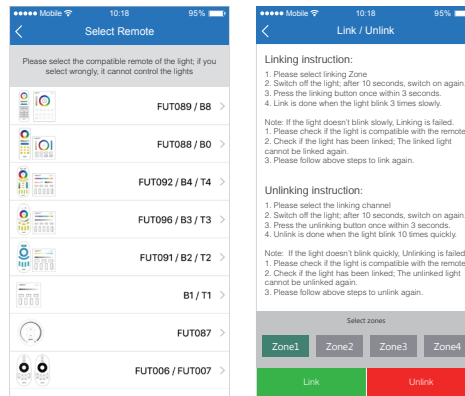 Mobile 10:18 95%
Select Remote
Please select the compatible remote of the light; if you
select wrongly, it cannot control the lights
FUT089 / B8
FUT088 / B0
FUT092 / B4 / T4
FUT096 / B3 / T3
FUT091 / B2 / T2
B1 / T1
FUT087
FUT006 / FUT007
Mobile 10:18 95%
Link / Unlink
Linking instruction:
1. Please select linking Zone
2. Switch off the light; after 10 seconds, switch on again.
3. Press the linking button once within 3 seconds.
4. Link is done when the light blink 3 times slowly.
Note: If the light doesn't blink slowly, Linking is failed.
1. Please check if the light is compatible with the remote
2. Check if the light has been linked; The linked light
cannot be linked again.
3. Please follow above steps to link again.
Unlinking instruction:
1. Please select the linking channel
2. Switch off the light; after 10 seconds, switch on again.
3. Press the unlinking button once within 3 seconds.
4. Unlink is done when the light blink 10 times quickly.
Note: If the light doesn't blink quickly, Unlinking is failed
1. Please check if the light is compatible with the remote
2. Check if the light has been linked; The unlinked light
cannot be unlinked again.
3. Please follow above steps to unlink again.
Select zones
Zone1 Zone2 Zone3 Zone4
Link Unlink